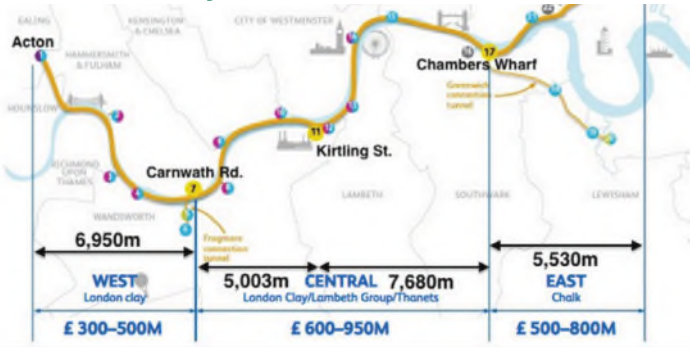 EALING
KENSINGTON
& CHELSEA
CITY OF WESTMINSTER
Acton
HAMMERSMITH
& FULHAM
HOUNSLOW
RICHMOND
UPON
THAMES
WANDSWORTH
Carnwath Rd.
7
Frogmore
connection
tunnel
11
Kirtling St.
LAMBETH
Chambers Wharf
17
Greenwich
connection
tunnel
SOUTHWARK
LEWISHAM
6,950m
5,003m
7,680m
5,530m
WEST
London clay
CENTRAL
London Clay/Lambeth Group/Thanets
EAST
Chalk
£ 300–500M
£ 600–950M
£ 500–800M